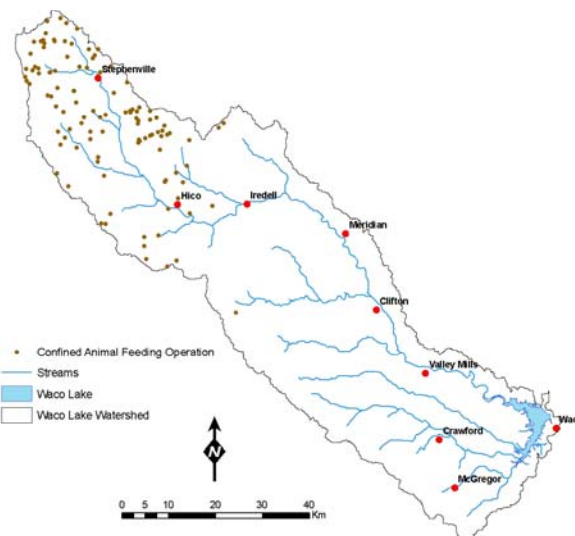 Stephenville
Hico
Iredell
Meridian
Clifton
Confined Animal Feeding Operation
Streams
Valley Mills
Waco Lake
Waco Lake Watershed
Wac
Crawford
N
McGregor
0 5 10 20 30 40
Km